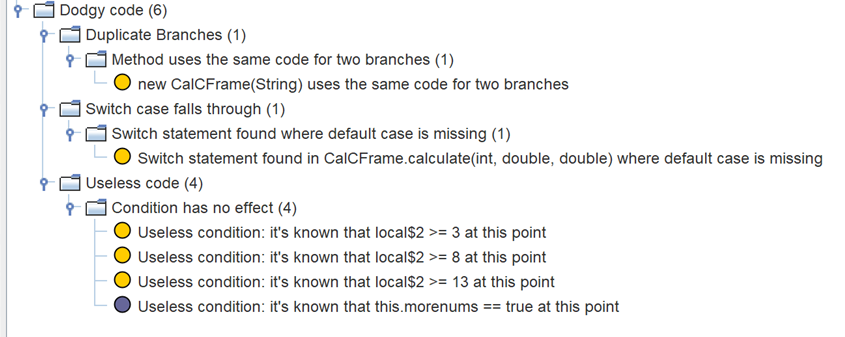 Dodgy code (6)
Duplicate Branches (1)
Method uses the same code for two branches (1)
new CalCFrame(String) uses the same code for two branches
Switch case falls through (1)
Switch statement found where default case is missing (1)
Switch statement found in CalCFrame.calculate(int, double, double) where default case is missing
Useless code (4)
Condition has no effect (4)
Useless condition: it's known that local$2 >= 3 at this point
Useless condition: it's known that local$2 >= 8 at this point
Useless condition: it's known that local$2 >= 13 at this point
Useless condition: it's known that this.morenums == true at this point